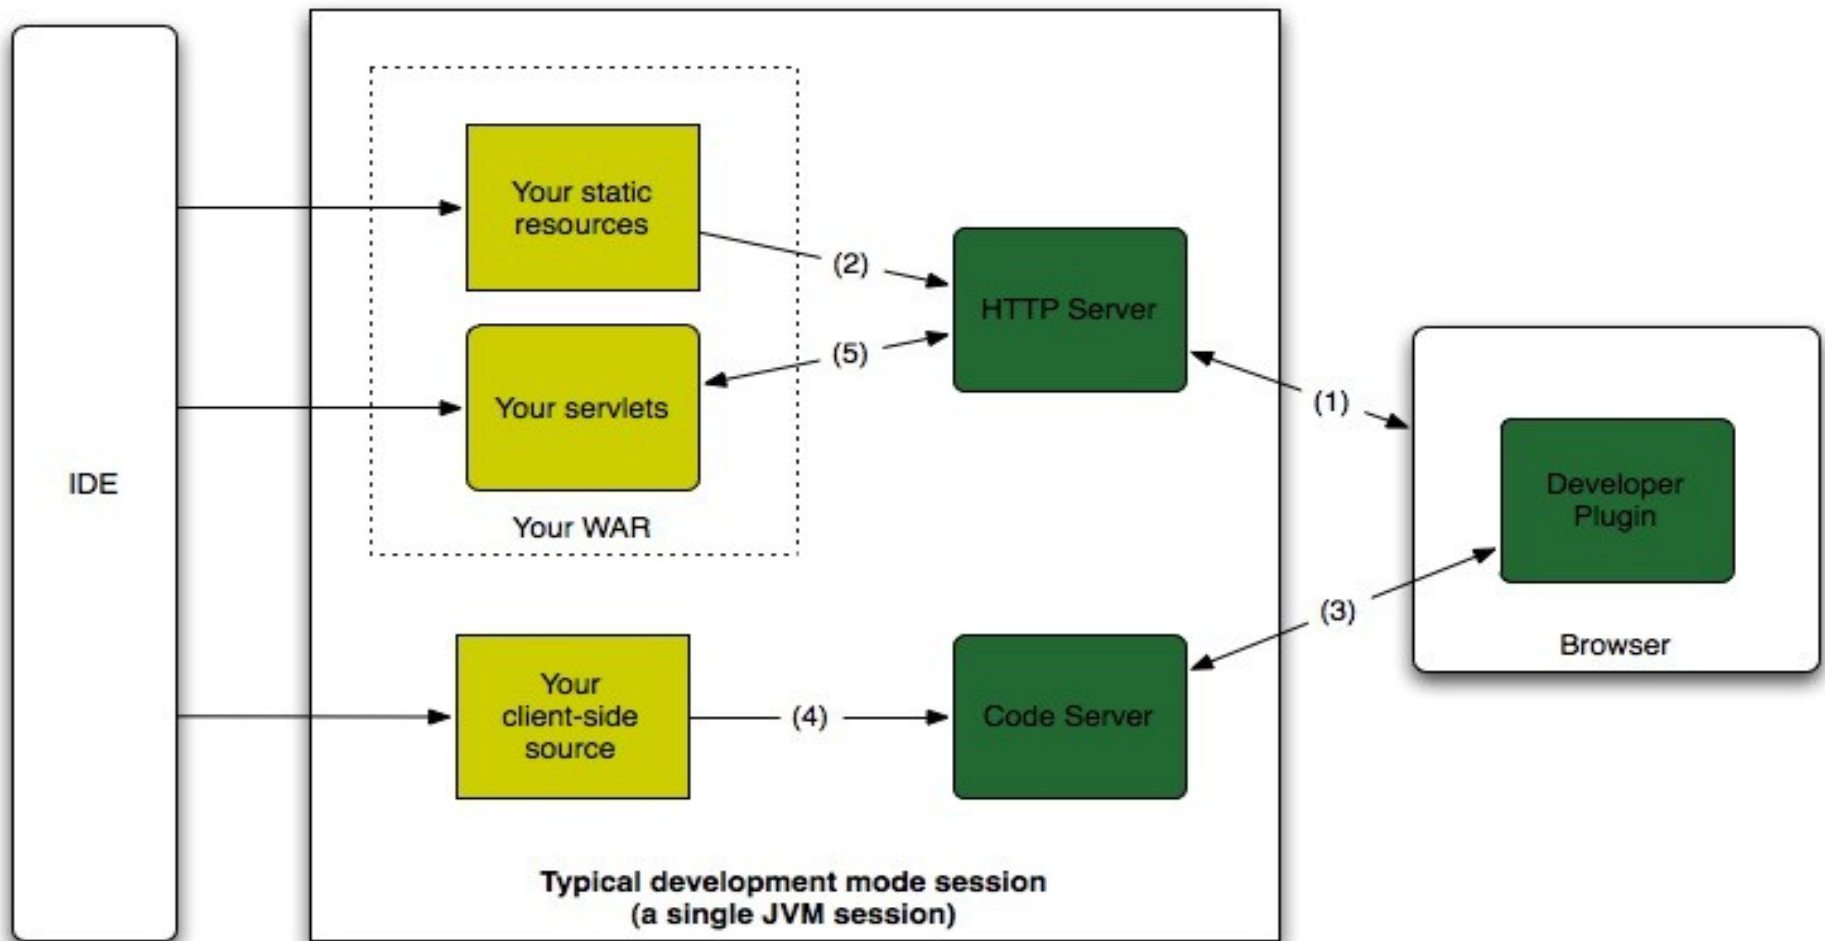 IDE
Your static
resources
(2)
HTTP Server
(5)
Your servlets
Your WAR
(1)
Developer
Plugin
Browser
(3)
Your
client-side
source
(4)
Code Server
Typical development mode session
(a single JVM session)